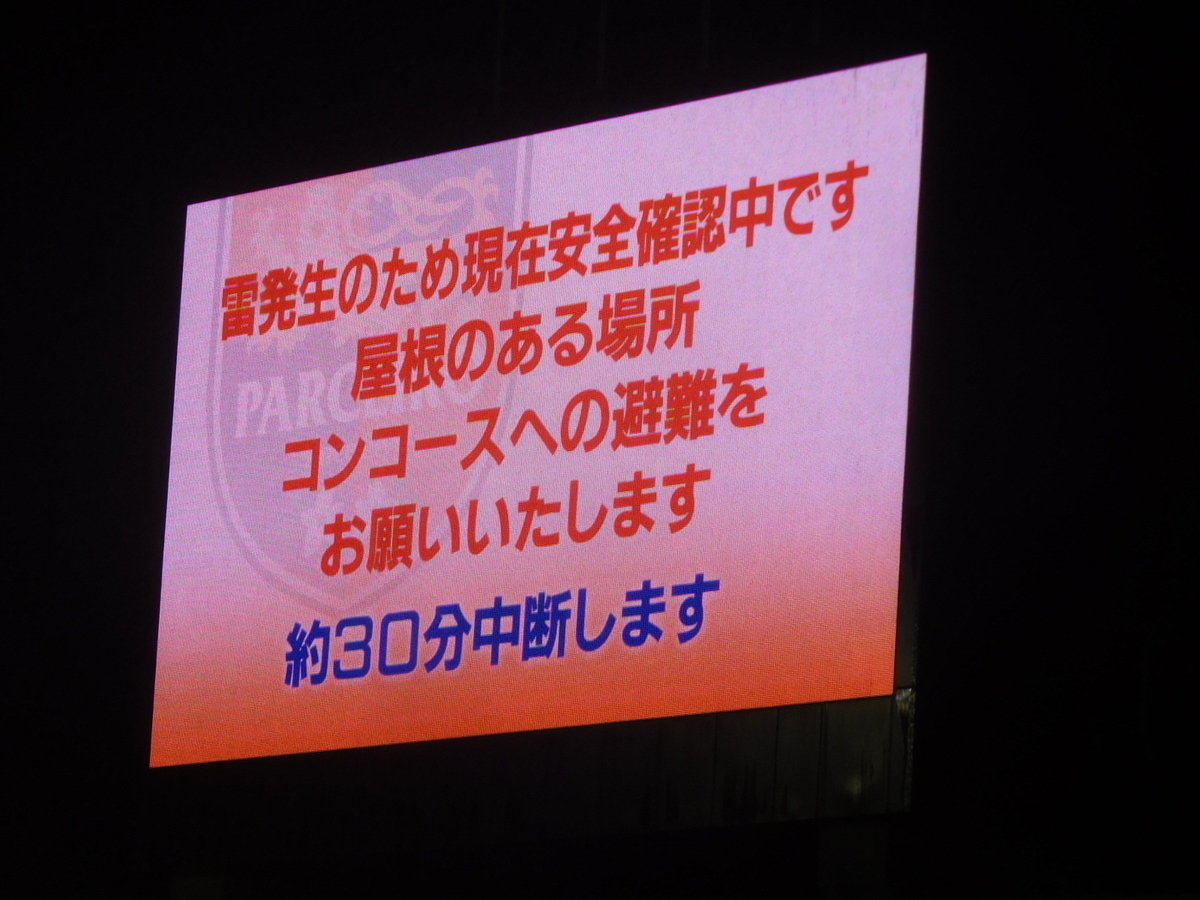 雷発生のため現在安全確認中です
屋根のある場所
コンコースへの避難を
お願いいたします
約30分中断します
PARCEIRO